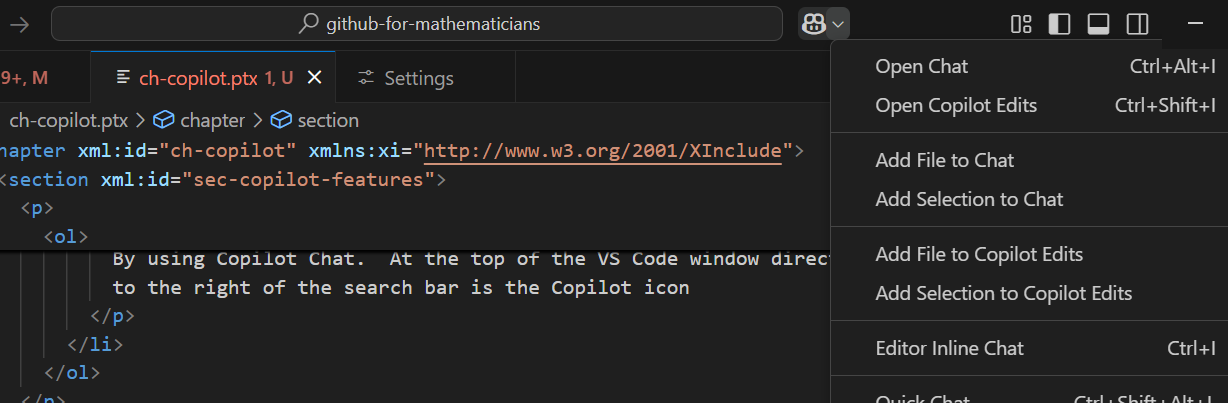 github-for-mathematicians
9+, M
ch-copilot.ptx 1, U
Settings
ch-copilot.ptx > chapter > section
hapter xml:id="ch-copilot" xmlns:xi="http://www.w3.org/2001/XInclude">
<section xml:id="sec-copilot-features">
<p>
<ol>
By using Copilot Chat.  At the top of the VS Code window direc
to the right of the search bar is the Copilot icon
</p>
</li>
</ol>
</p>
Open Chat Ctrl+Alt+I
Open Copilot Edits Ctrl+Shift+I
Add File to Chat
Add Selection to Chat
Add File to Copilot Edits
Add Selection to Copilot Edits
Editor Inline Chat Ctrl+I
Quick Chat Ctrl+Shift+Alt+L